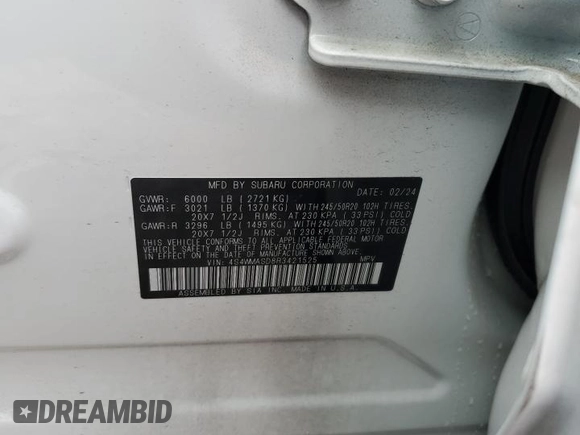 MFD BY SUBARU CORPORATION
DATE: 02/24
GVWR: 6000 LB ( 2721 KG)
GAWR:F 3021 LB ( 1370 KG) WITH 245/50R20 102H TIRES.
20X7 1/2J RIMS. AT 230 KPA ( 33 PSI) COLD
GAWR:R 3296 LB ( 1495 KG) WITH 245/50R20 102H TIRES.
20X7 1/2J RIMS. AT 230 KPA ( 33 PSI) COLD
THIS VEHICLE CONFORMS TO ALL APPLICABLE FEDERAL MOTOR
VEHICLE SAFETY AND BUMPER STANDARDS IN EFFECT ON THE
DATE OF MANUFACTURE SHOWN ABOVE.
VIN: 4S4WMASD8R3421525 MPV
ASSEMBLED BY SIA INC. MADE IN U.S.A.
DREAMBID